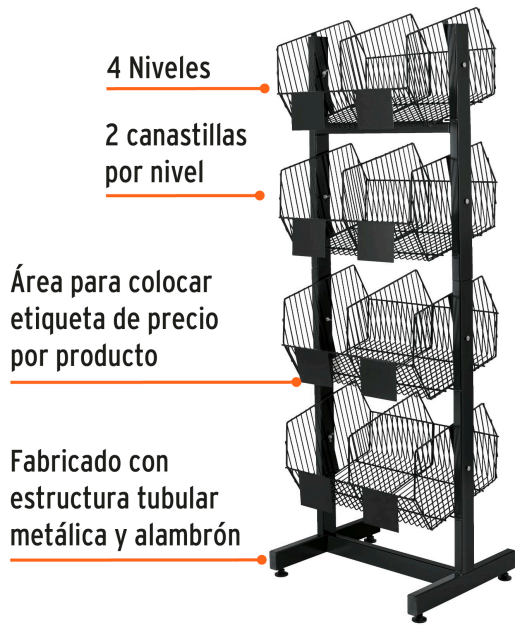 4 Niveles
2 canastillas
por nivel
Área para colocar
etiqueta de precio
por producto
Fabricado con
estructura tubular
metálica y alambrón